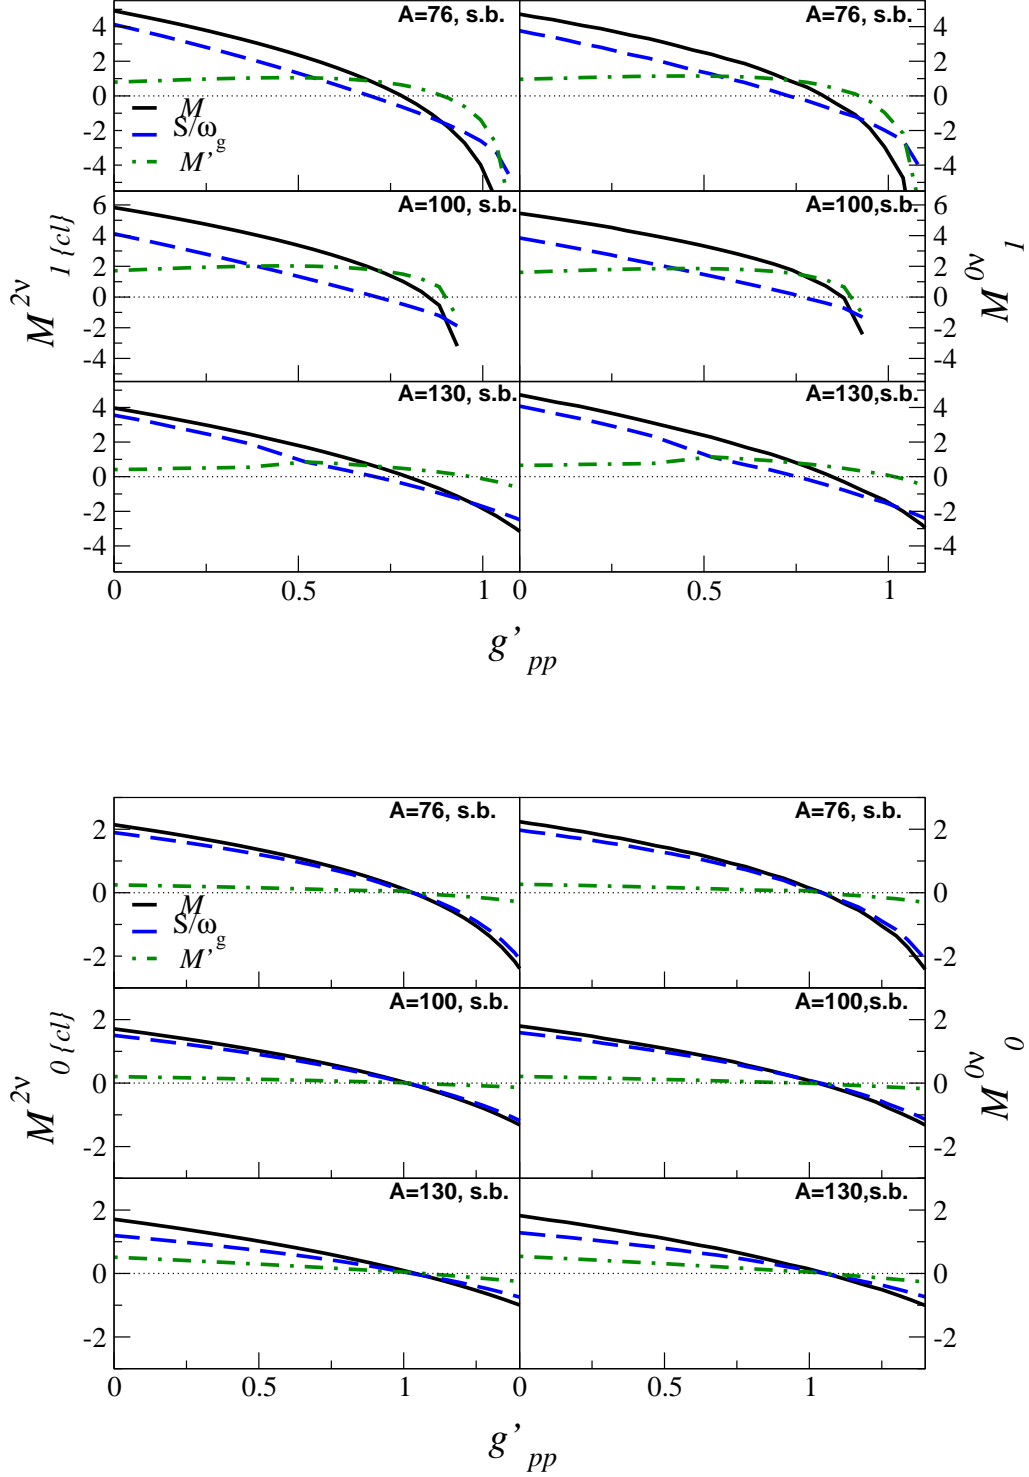 A=76, s.b.
A=76, s.b.
4
2
0
-2
-4
4
2
0
-2
-4
M
S/ωg
M'
A=100, s.b.
A=100,s.b.
6
4
2
0
-2
-4
6
4
2
0
-2
-4
M^2ν 1 {cl}
M^0ν 1
A=130, s.b.
A=130,s.b.
4
2
0
-2
-4
4
2
0
-2
-4
0 0.5 1 0 0.5 1
g’pp
A=76, s.b.
A=76, s.b.
2
0
-2
2
0
-2
M
S/ωg
M'
A=100, s.b.
A=100,s.b.
2
0
-2
2
0
-2
M^2ν 0 {cl}
M^0ν 0
A=130, s.b.
A=130,s.b.
2
0
-2
2
0
-2
0 0.5 1 0 0.5 1
g’pp